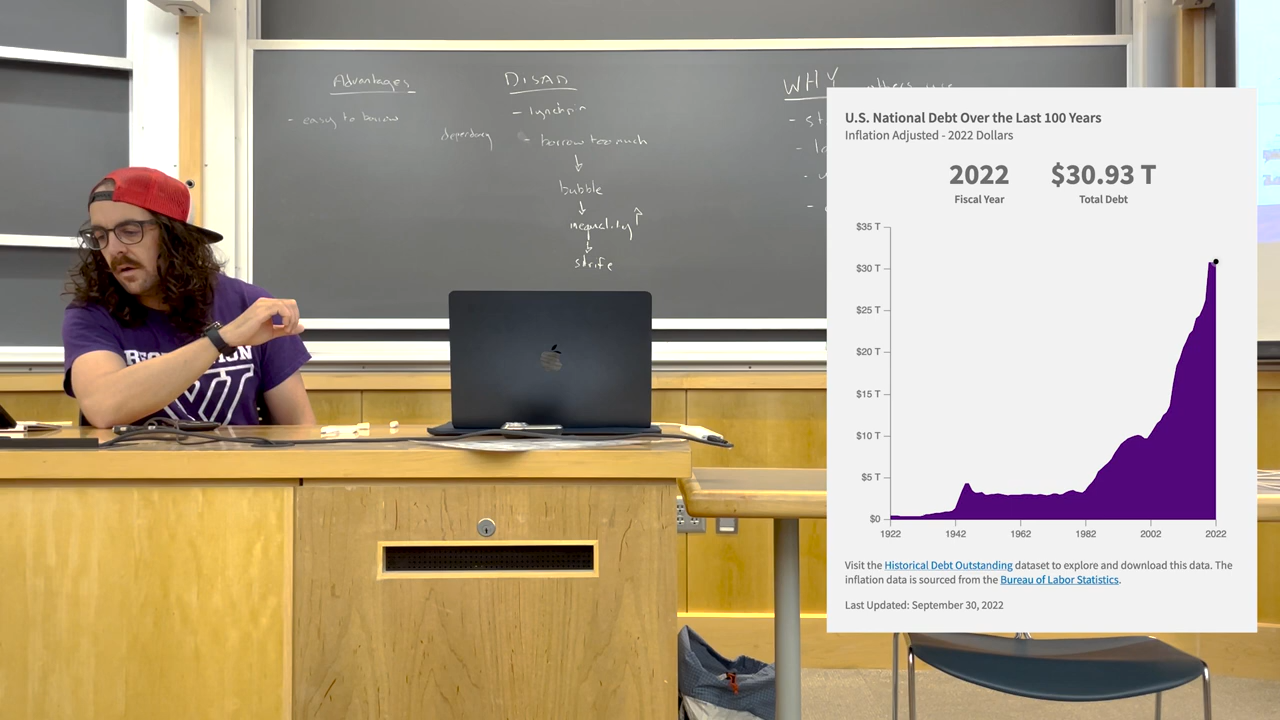 Advantages
- easy to borrow
DISAD
- lynchpin
dependency
- borrow too much
bubble
inequality
strife
WHY
U.S. National Debt Over the Last 100 Years
Inflation Adjusted - 2022 Dollars
2022
$30.93 T
Fiscal Year
Total Debt
$35 T
$30 T
$25 T
$20 T
$15 T
$10 T
$5 T
$0
1922
1942
1962
1982
2002
2022
Visit the Historical Debt Outstanding dataset to explore and download this data. The
inflation data is sourced from the Bureau of Labor Statistics.
Last Updated: September 30, 2022